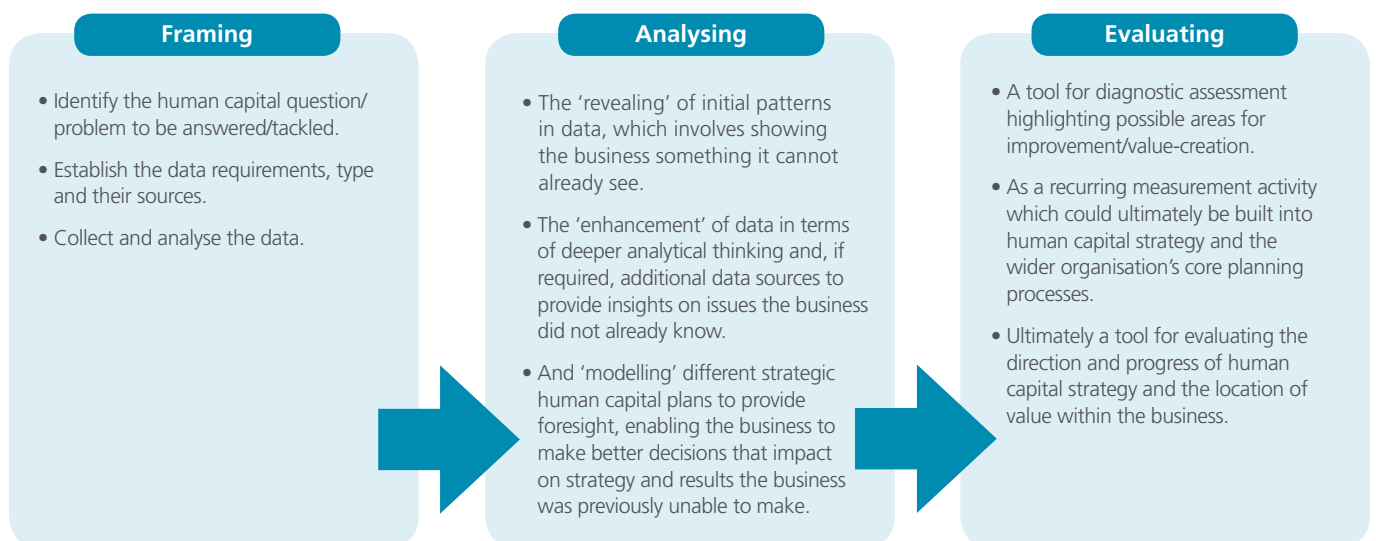 Framing
• Identify the human capital question/
problem to be answered/tackled.
• Establish the data requirements, type
and their sources.
• Collect and analyse the data.
Analysing
• The ‘revealing’ of initial patterns
in data, which involves showing
the business something it cannot
already see.
• The ‘enhancement’ of data in terms
of deeper analytical thinking and, if
required, additional data sources to
provide insights on issues the business
did not already know.
• And ‘modelling’ different strategic
human capital plans to provide
foresight, enabling the business to
make better decisions that impact
on strategy and results the business
was previously unable to make.
Evaluating
• A tool for diagnostic assessment
highlighting possible areas for
improvement/value-creation.
• As a recurring measurement activity
which could ultimately be built into
human capital strategy and the
wider organisation’s core planning
processes.
• Ultimately a tool for evaluating the
direction and progress of human
capital strategy and the location of
value within the business.